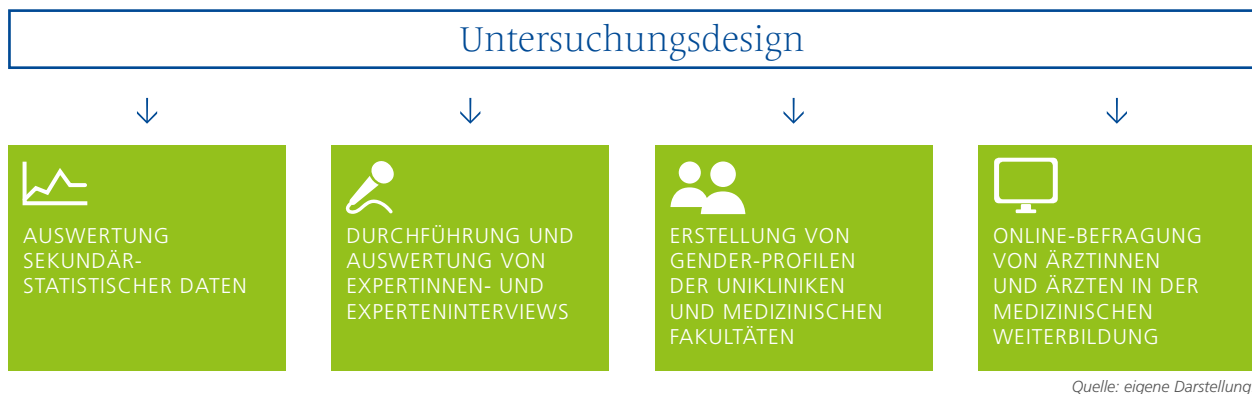 Untersuchungsdesign
AUSWERTUNG
SEKUNDÄR-
STATISTISCHER DATEN
DURCHFÜHRUNG UND
AUSWERTUNG VON
EXPERTINNEN- UND
EXPERTENINTERVIEWS
ERSTELLUNG VON
GENDER-PROFILEN
DER UNIKLINIKEN
UND MEDIZINISCHEN
FAKULTÄTEN
ONLINE-BEFRAGUNG
VON ÄRZTINNEN
UND ÄRZTEN IN DER
MEDIZINISCHEN
WEITERBILDUNG
Quelle: eigene Darstellung